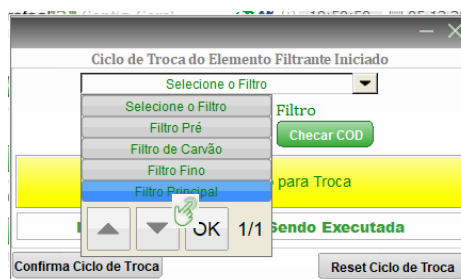 Ciclo de Troca do Elemento Filtrante Iniciado
Selecione o Filtro
Selecione o Filtro
Filtro
Filtro Pré
Checar COD
Filtro de Carvão
Filtro Fino
para Troca
Filtro Principal
OK 1/1
Sendo Executada
Confirma Ciclo de Troca
Reset Ciclo de Troca